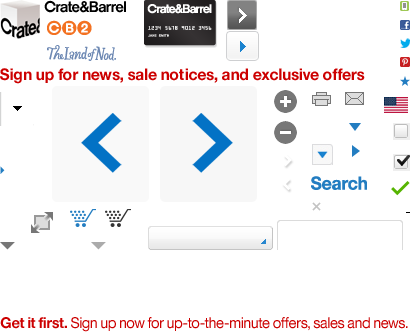 Crate&Barrel
CB2
The Land of Nod.
Crate&Barrel
1234 5678 9012 3456
JANE SMITH
Sign up for news, sale notices, and exclusive offers
Search
Get it first. Sign up now for up-to-the-minute offers, sales and news.